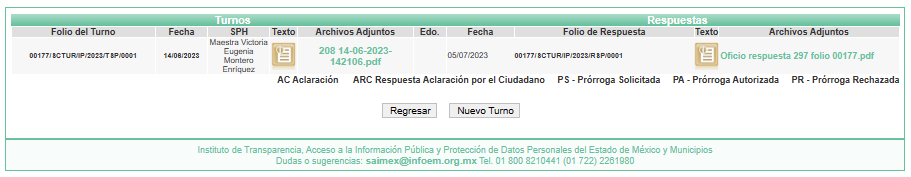 Turnos Respuestas
Folio del Turno Fecha SPH Texto Archivos Adjuntos Edo. Fecha Folio de Respuesta Texto Archivos Adjuntos
00177/SCTUR/IP/2023/TSP/0001 14/06/2023 Maestra Victoria Eugenia Montero Enríquez 208 14-06-2023-142106.pdf 05/07/2023 00177/SCTUR/IP/2023/RSP/0001 Oficio respuesta 297 folio 00177.pdf
AC Aclaración ARC Respuesta Aclaración por el Ciudadano PS - Prórroga Solicitada PA - Prórroga Autorizada PR - Prórroga Rechazada
Regresar Nuevo Turno
Instituto de Transparencia, Acceso a la Información Pública y Protección de Datos Personales del Estado de México y Municipios
Dudas o sugerencias: saimex@infoem.org.mx Tel. 01 800 8210441 (01 722) 2261980